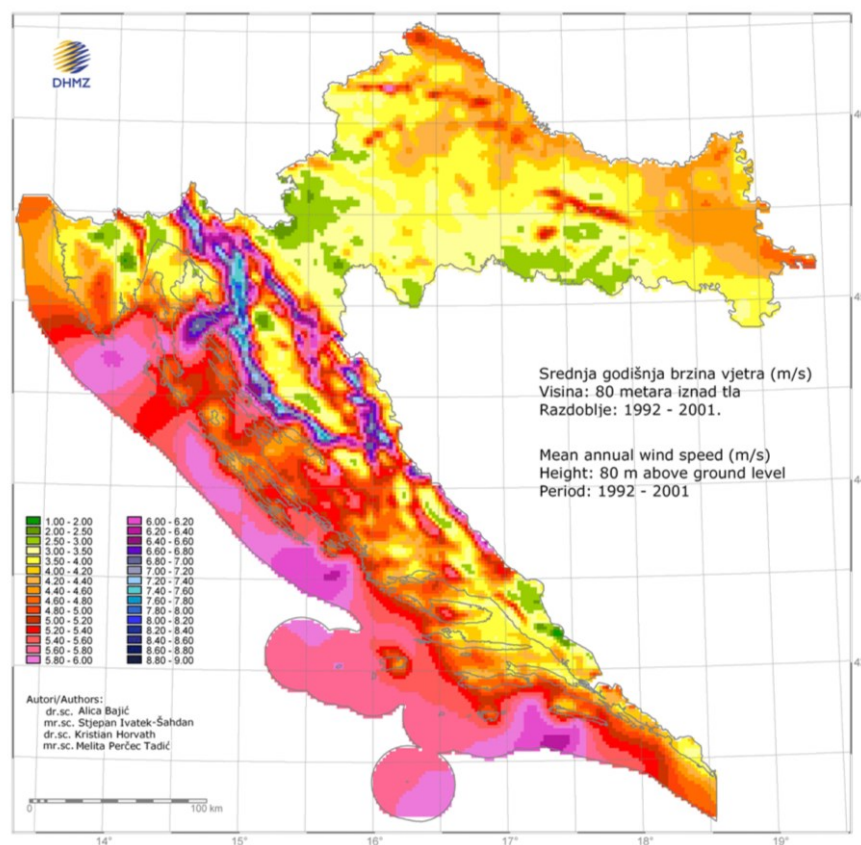 DHMZ
Srednja godišnja brzina vjetra (m/s)
Visina: 80 metara iznad tla
Razdoblje: 1992 - 2001.
Mean annual wind speed (m/s)
Height: 80 m above ground level
Period: 1992 - 2001
1.00 - 2.00
2.00 - 2.50
2.50 - 3.00
3.00 - 3.50
3.50 - 4.00
4.00 - 4.20
4.20 - 4.40
4.40 - 4.60
4.60 - 4.80
4.80 - 5.00
5.00 - 5.20
5.20 - 5.40
5.40 - 5.60
5.60 - 5.80
5.80 - 6.00
6.00 - 6.20
6.20 - 6.40
6.40 - 6.60
6.60 - 6.80
6.80 - 7.00
7.00 - 7.20
7.20 - 7.40
7.40 - 7.60
7.60 - 7.80
7.80 - 8.00
8.00 - 8.20
8.20 - 8.40
8.40 - 8.60
8.60 - 8.80
8.80 - 9.00
Autori/Authors:
dr.sc. Alica Bajić
mr.sc. Stjepan Ivatek-Šahdan
dr.sc. Kristian Horvath
mr.sc. Melita Perčec Tadić
0 100 km
14° 15° 16° 17° 18° 19°